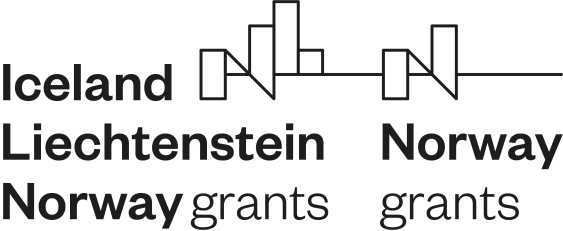 Iceland
Liechtenstein
Norway grants
Norway
grants